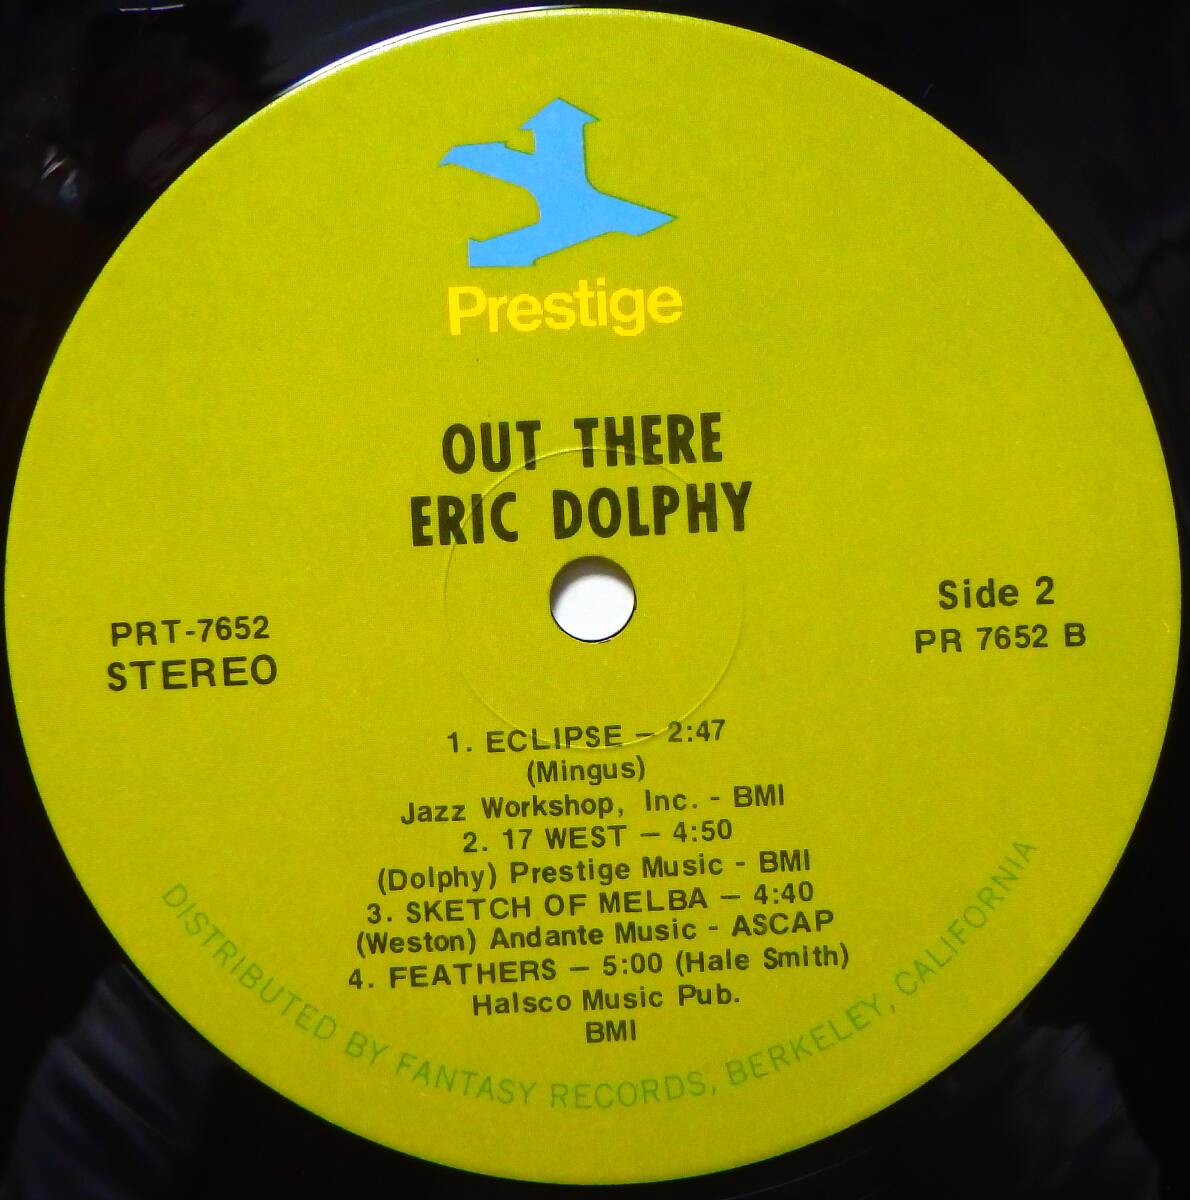 Prestige
OUT THERE
ERIC DOLPHY
PRT-7652
STEREO
Side 2
PR 7652 B
1. ECLIPSE – 2:47
(Mingus)
Jazz Workshop, Inc. - BMI
2. 17 WEST – 4:50
(Dolphy) Prestige Music - BMI
3. SKETCH OF MELBA – 4:40
(Weston) Andante Music - ASCAP
4. FEATHERS – 5:00 (Hale Smith)
Halsco Music Pub.
BMI
DISTRIBUTED BY FANTASY RECORDS, BERKELEY, CALIFORNIA